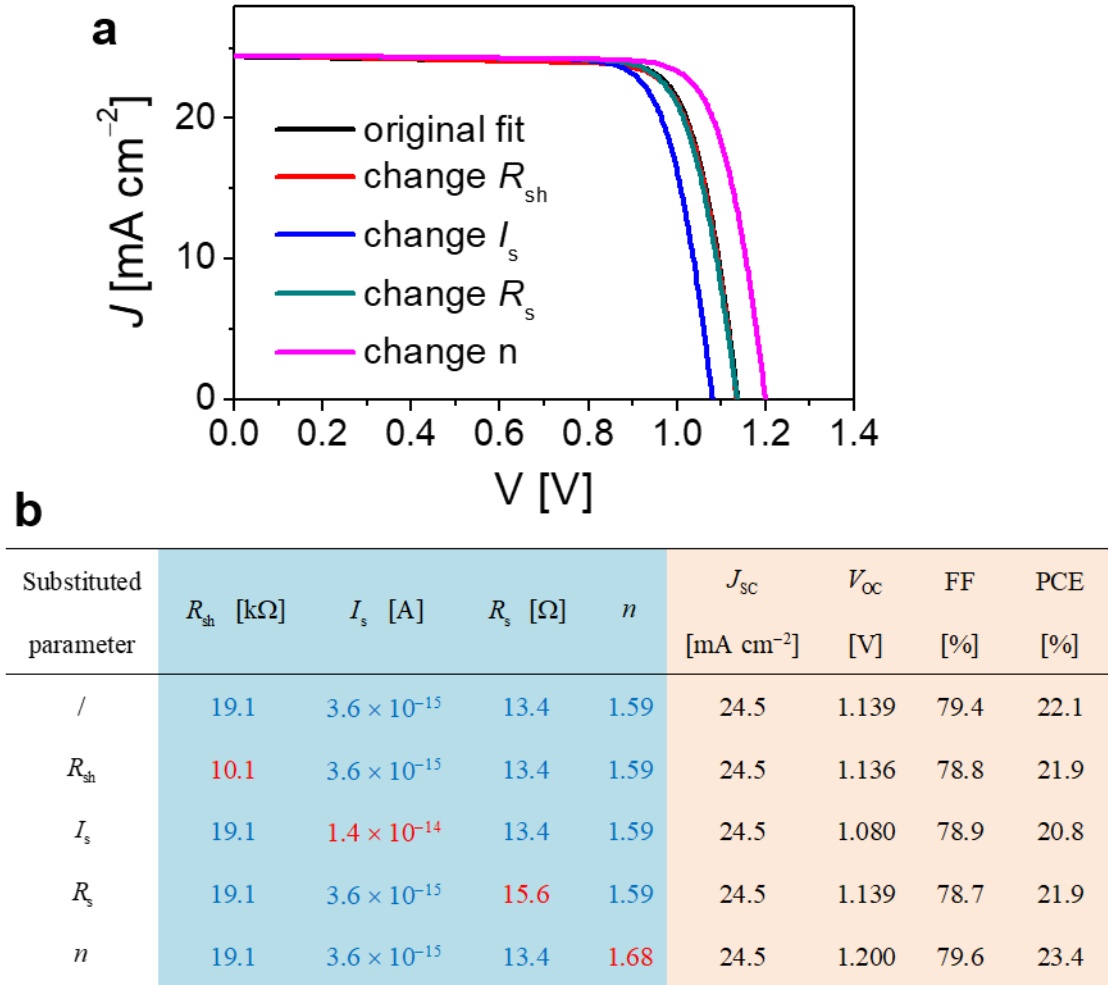 a
J [mA cm⁻²]
20
10
0
original fit
change Rsh
change Is
change Rs
change n
0.0 0.2 0.4 0.6 0.8 1.0 1.2 1.4
V [V]
b
Substituted parameter Rsh [kΩ] Is [A] Rs [Ω] n JSC [mA cm⁻²] VOC [V] FF [%] PCE [%]
/ 19.1 3.6 × 10⁻¹⁵ 13.4 1.59 24.5 1.139 79.4 22.1
Rsh 10.1 3.6 × 10⁻¹⁵ 13.4 1.59 24.5 1.136 78.8 21.9
Is 19.1 1.4 × 10⁻¹⁴ 13.4 1.59 24.5 1.080 78.9 20.8
Rs 19.1 3.6 × 10⁻¹⁵ 15.6 1.59 24.5 1.139 78.7 21.9
n 19.1 3.6 × 10⁻¹⁵ 13.4 1.68 24.5 1.200 79.6 23.4